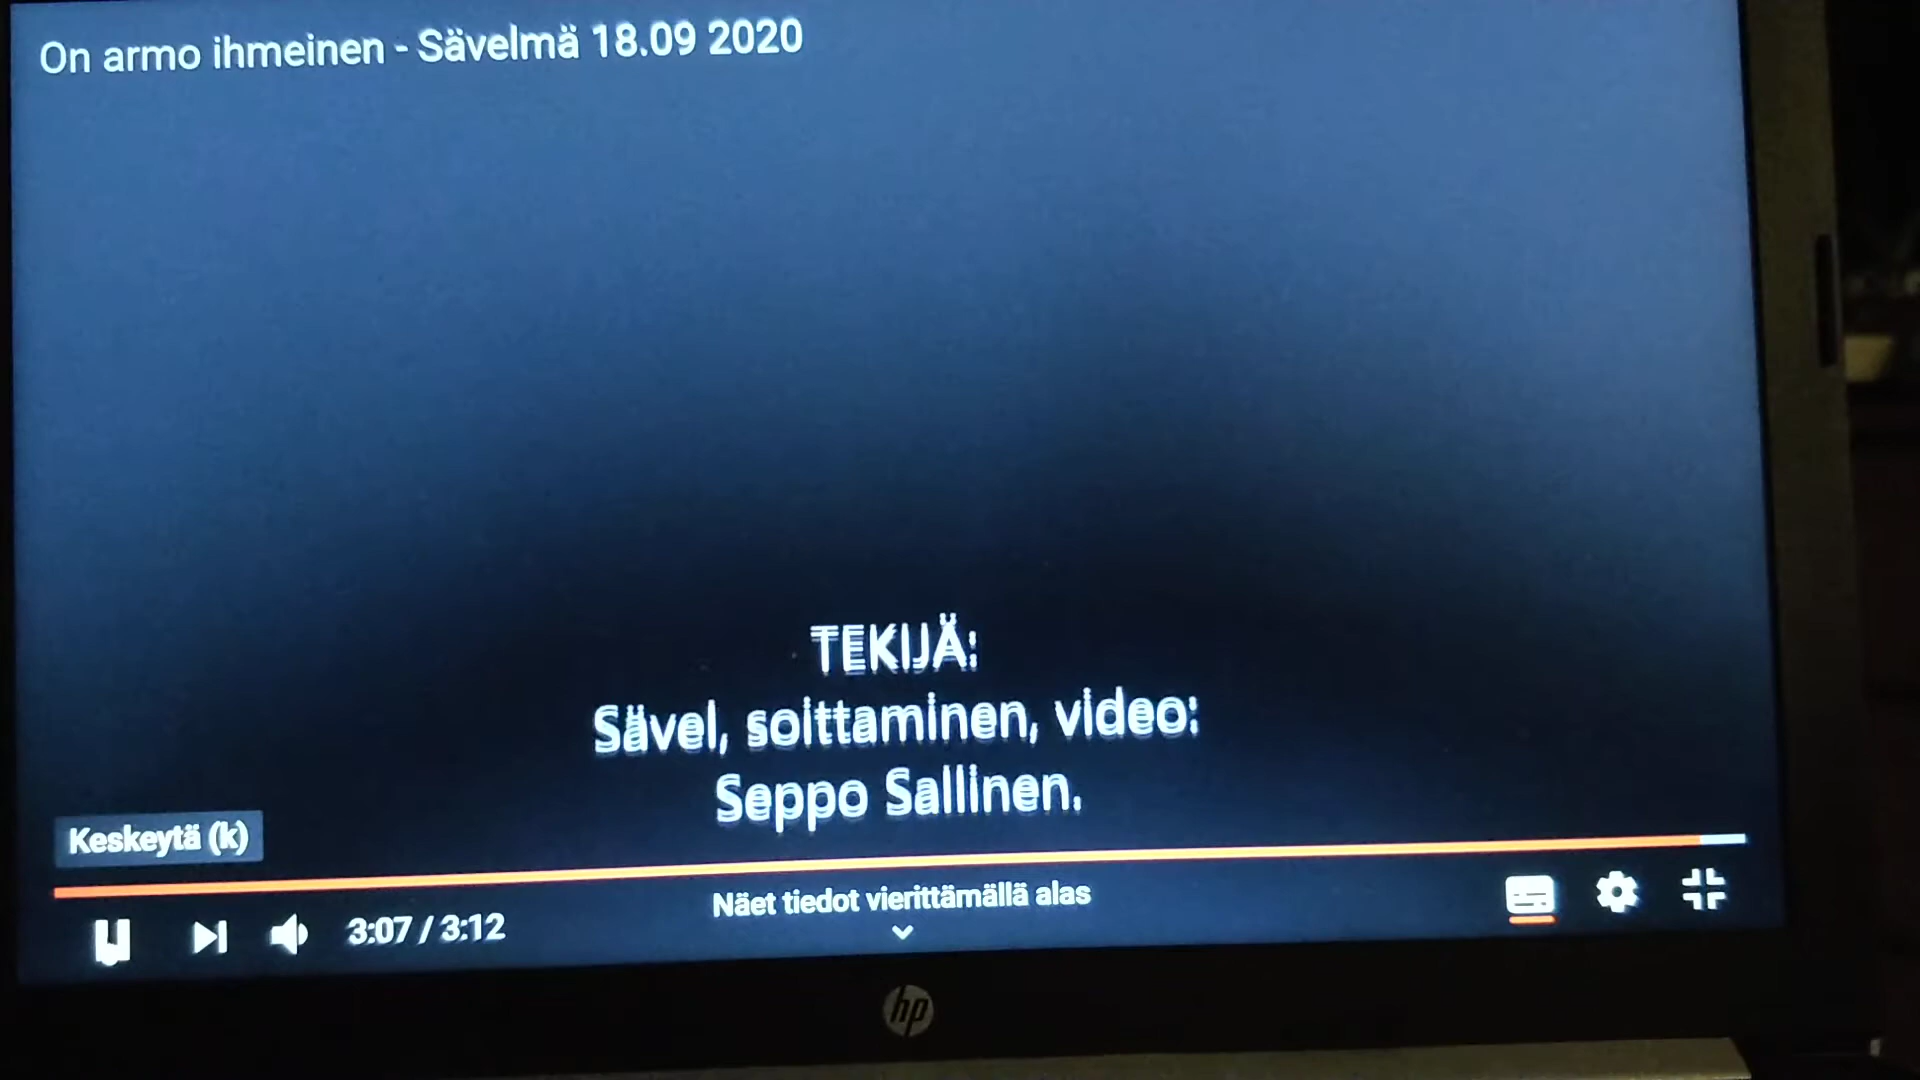 On armo ihmeinen - Sävelmä 18.09 2020
TEKIJÄ:
Sävel, soittaminen, video:
Seppo Sallinen.
Keskeytä (k)
3:07 / 3:12
Näet tiedot vierittämällä alas
hp